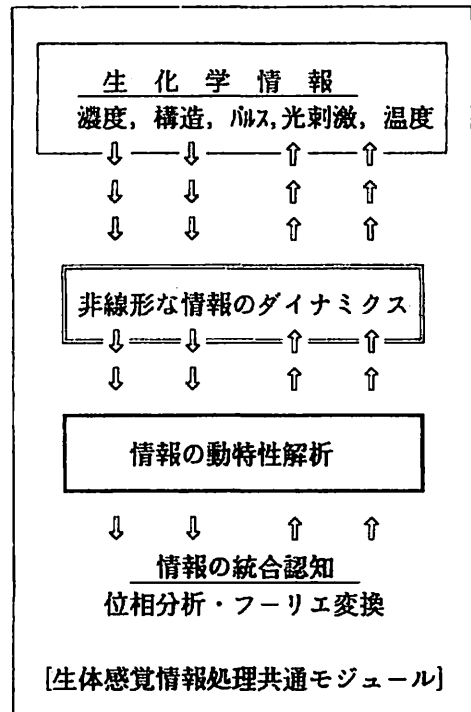 生化学情報
濃度, 構造, パルス, 光刺激, 温度
⇩ ⇩ ⇧ ⇧
⇩ ⇩ ⇧ ⇧
⇩ ⇩ ⇧ ⇧
非線形な情報のダイナミクス
⇩ ⇩ ⇧ ⇧
⇩ ⇩ ⇧ ⇧
情報の動特性解析
⇩ ⇩ ⇧ ⇧
情報の統合認知
位相分析・フーリエ変換
[生体感覚情報処理共通モジュール]